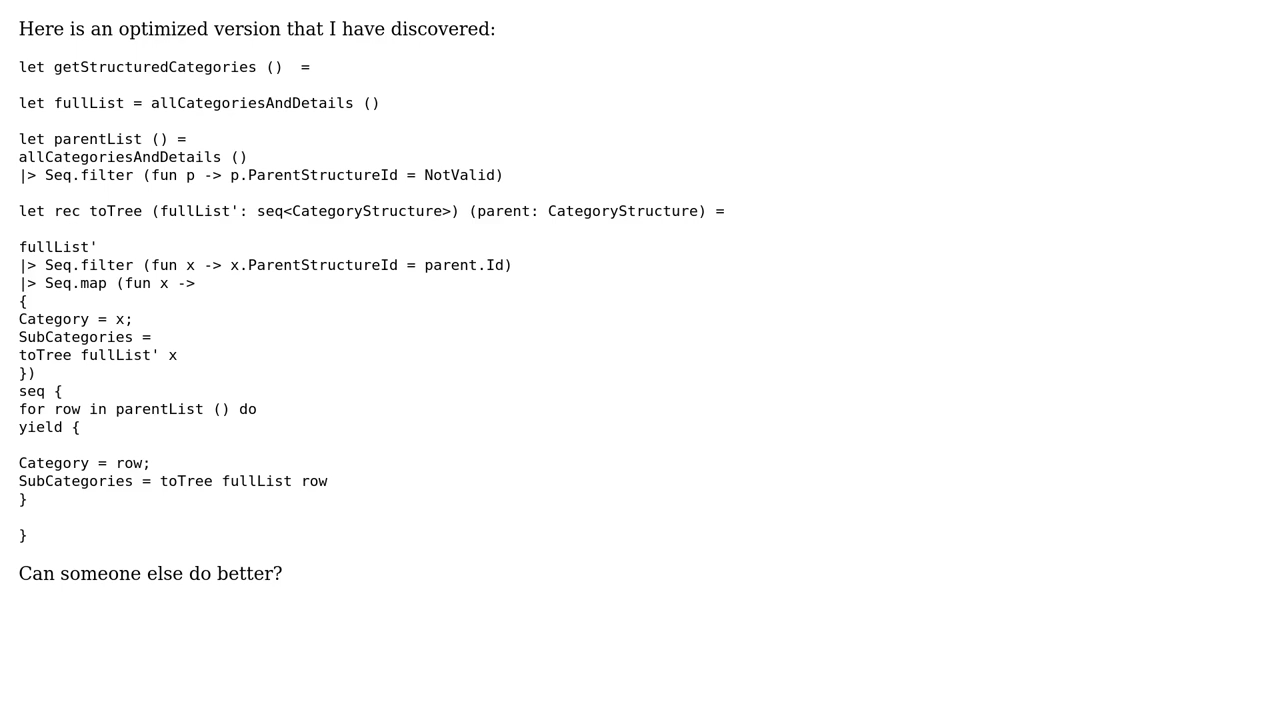 Here is an optimized version that I have discovered:
let getStructuredCategories ()  =
let fullList = allCategoriesAndDetails ()
let parentList () =
allCategoriesAndDetails ()
|> Seq.filter (fun p -> p.ParentStructureId = NotValid)
let rec toTree (fullList': seq<CategoryStructure>) (parent: CategoryStructure) =
fullList'
|> Seq.filter (fun x -> x.ParentStructureId = parent.Id)
|> Seq.map (fun x ->
{
Category = x;
SubCategories =
toTree fullList' x
})
seq {
for row in parentList () do
yield {
Category = row;
SubCategories = toTree fullList row
}
}
Can someone else do better?